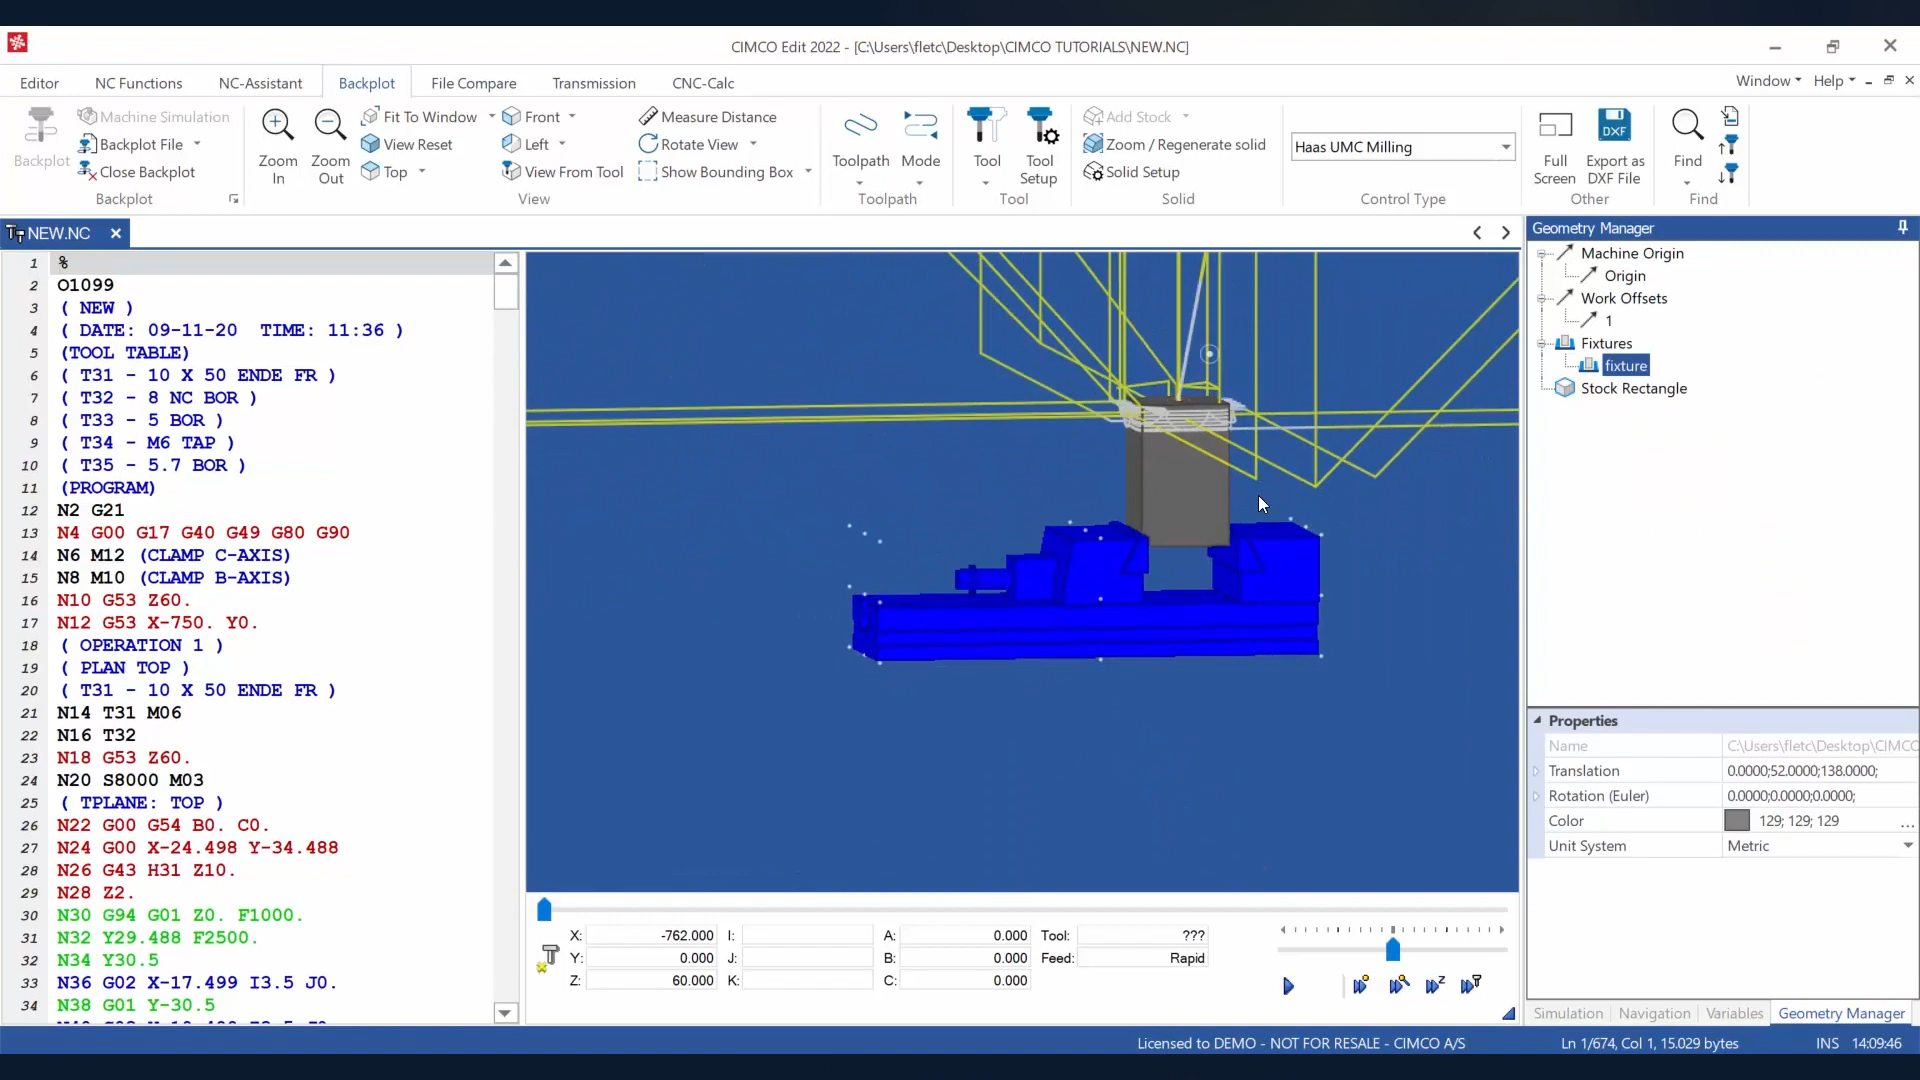 CIMCO Edit 2022 - [C:\Users\fletc\Desktop\CIMCO TUTORIALS\NEW.NC]
Editor NC Functions NC-Assistant Backplot File Compare Transmission CNC-Calc Window Help
Backplot
Machine Simulation
Backplot File
Close Backplot
Backplot
Zoom In
Zoom Out
Fit To Window
View Reset
Top
Front
Left
View From Tool
Measure Distance
Rotate View
Show Bounding Box
View
Toolpath
Mode
Toolpath
Tool
Tool Setup
Tool
Add Stock
Zoom / Regenerate solid
Solid Setup
Solid
Haas UMC Milling
Control Type
Full Screen
DXF
Export as DXF File
Other
Find
Find
NEW.NC
1 %
2 O1099
3 ( NEW )
4 ( DATE: 09-11-20 TIME: 11:36 )
5 (TOOL TABLE)
6 ( T31 - 10 X 50 ENDE FR )
7 ( T32 - 8 NC BOR )
8 ( T33 - 5 BOR )
9 ( T34 - M6 TAP )
10 ( T35 - 5.7 BOR )
11 (PROGRAM)
12 N2 G21
13 N4 G00 G17 G40 G49 G80 G90
14 N6 M12 (CLAMP C-AXIS)
15 N8 M10 (CLAMP B-AXIS)
16 N10 G53 Z60.
17 N12 G53 X-750. Y0.
18 ( OPERATION 1 )
19 ( PLAN TOP )
20 ( T31 - 10 X 50 ENDE FR )
21 N14 T31 M06
22 N16 T32
23 N18 G53 Z60.
24 N20 S8000 M03
25 ( TPLANE: TOP )
26 N22 G00 G54 B0. C0.
27 N24 G00 X-24.498 Y-34.488
28 N26 G43 H31 Z10.
29 N28 Z2.
30 N30 G94 G01 Z0. F1000.
31 N32 Y29.488 F2500.
32 N34 Y30.5
33 N36 G02 X-17.499 I3.5 J0.
34 N38 G01 Y-30.5
X: -762.000 I: A: 0.000 Tool: ???
Y: 0.000 J: B: 0.000 Feed: Rapid
Z: 60.000 K: C: 0.000
Geometry Manager
Machine Origin
Origin
Work Offsets
1
Fixtures
fixture
Stock Rectangle
Properties
Name C:\Users\fletc\Desktop\CIMCO
Translation 0.0000;52.0000;138.0000;
Rotation (Euler) 0.0000;0.0000;0.0000;
Color 129; 129; 129 ...
Unit System Metric
Simulation Navigation Variables Geometry Manager
Licensed to DEMO - NOT FOR RESALE - CIMCO A/S Ln 1/674, Col 1, 15.029 bytes INS 14:09:46